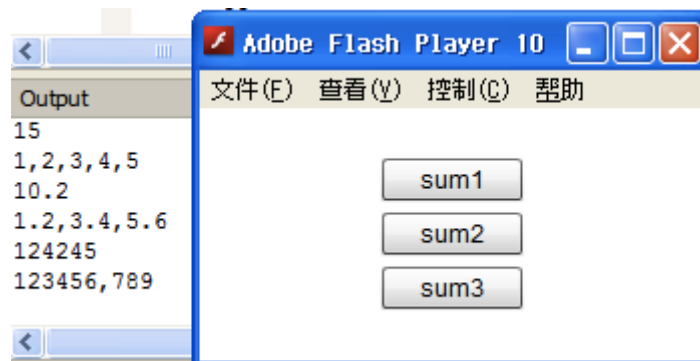 Output
15
1,2,3,4,5
10.2
1.2,3.4,5.6
124245
123456,789
Adobe Flash Player 10
文件(F) 查看(V) 控制(C) 帮助
sum1
sum2
sum3